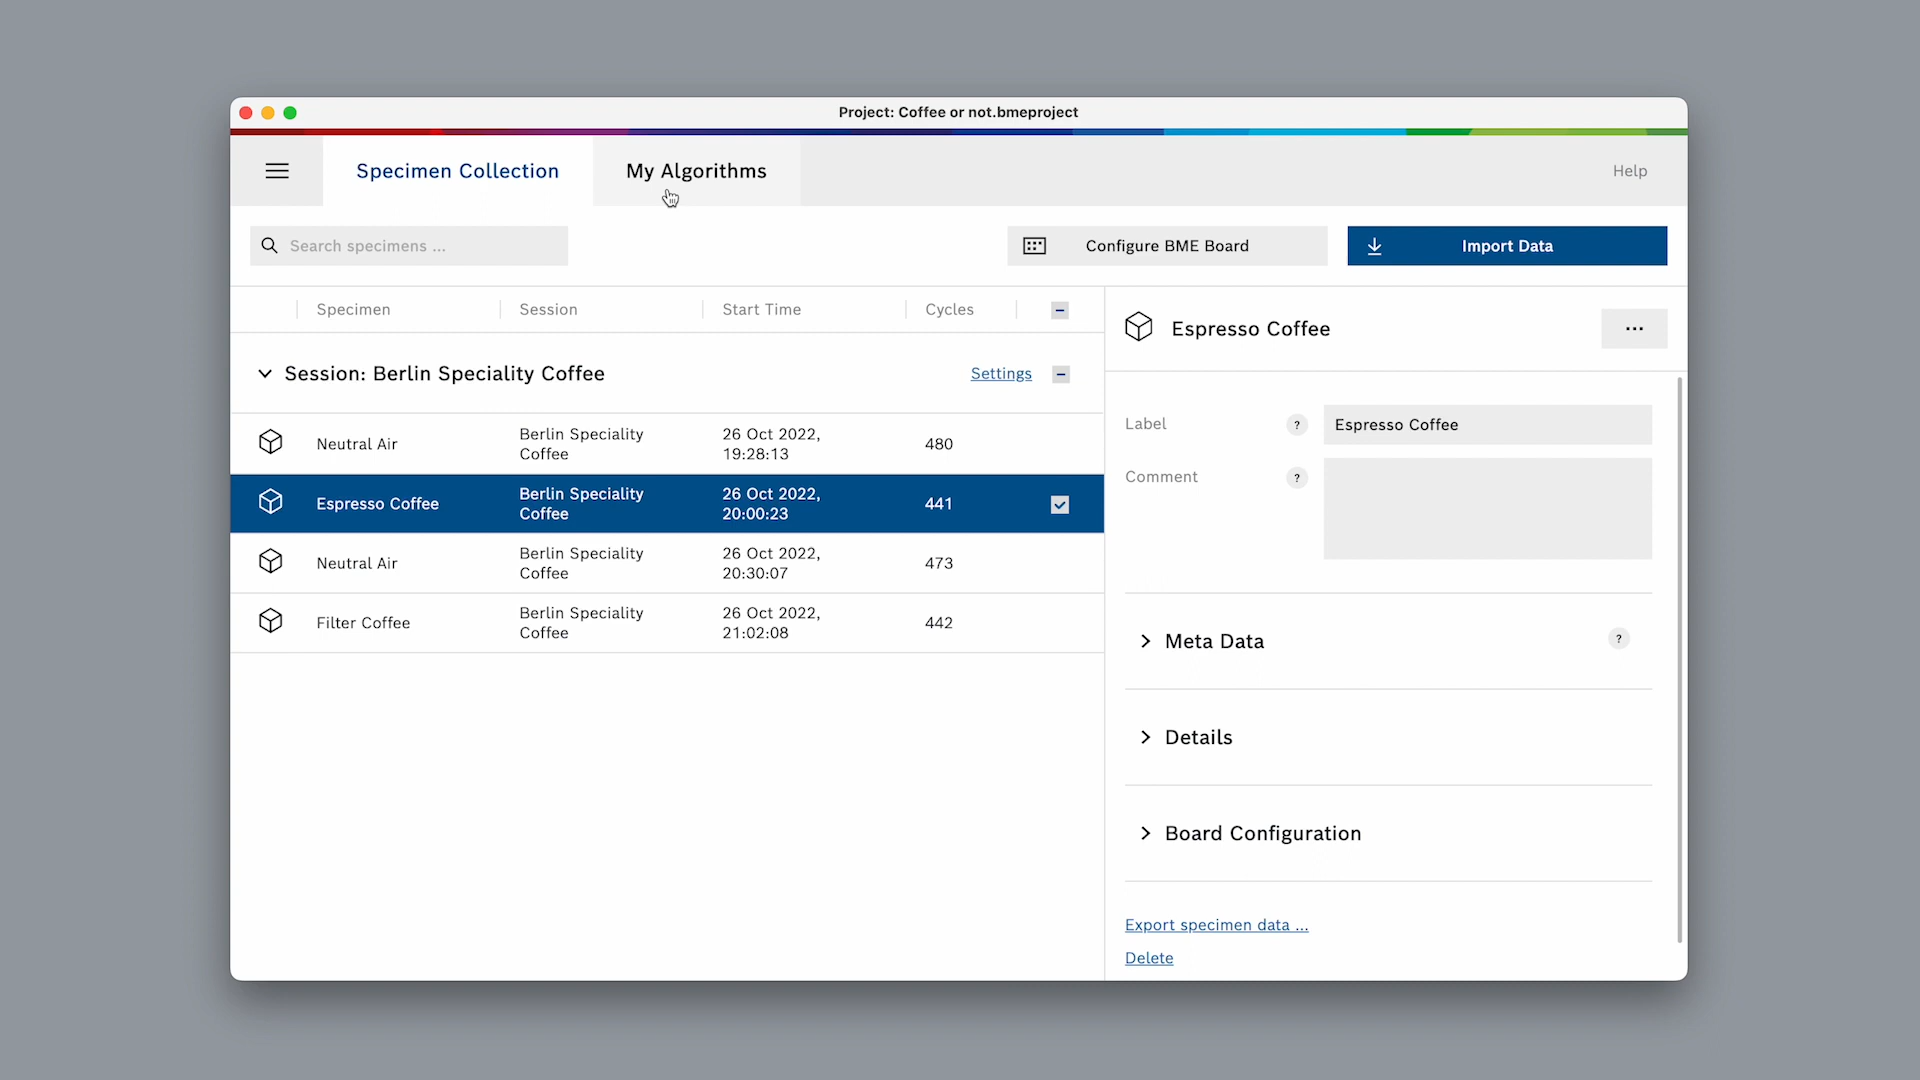 Project: Coffee or not.bmeproject
Specimen Collection
My Algorithms
Help
Search specimens ...
Configure BME Board
Import Data
Specimen
Session
Start Time
Cycles
Session: Berlin Speciality Coffee
Settings
Neutral Air
Berlin Speciality
Coffee
26 Oct 2022,
19:28:13
480
Espresso Coffee
Berlin Speciality
Coffee
26 Oct 2022,
20:00:23
441
Neutral Air
Berlin Speciality
Coffee
26 Oct 2022,
20:30:07
473
Filter Coffee
Berlin Speciality
Coffee
26 Oct 2022,
21:02:08
442
Espresso Coffee
...
Label
?
Espresso Coffee
Comment
?
Meta Data
?
Details
Board Configuration
Export specimen data ...
Delete